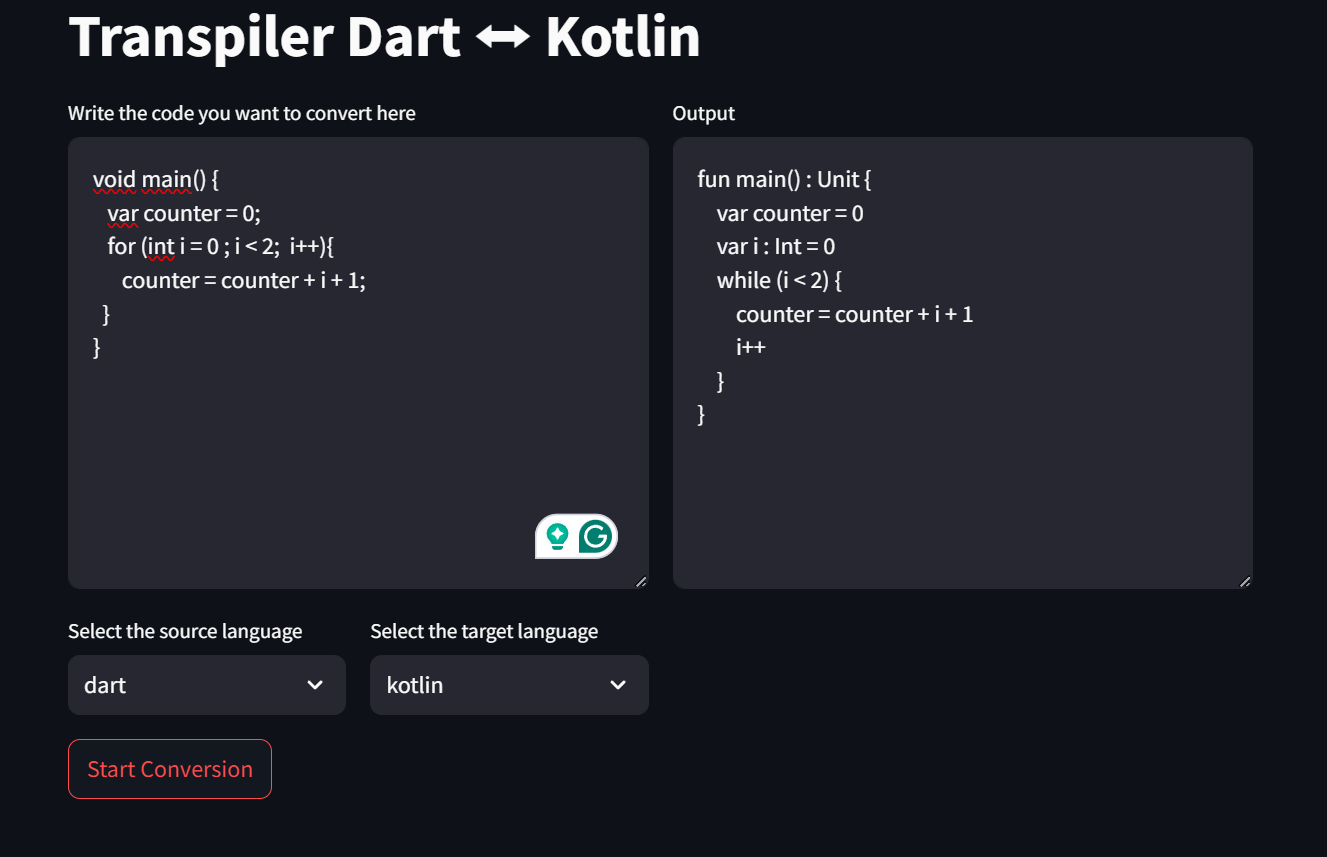 Transpiler Dart ↔ Kotlin
Write the code you want to convert here
void main() {
var counter = 0;
for (int i = 0 ; i < 2;  i++){
counter = counter + i + 1;
}
}
Output
fun main() : Unit {
var counter = 0
var i : Int = 0
while (i < 2) {
counter = counter + i + 1
i++
}
}
Select the source language
dart
Select the target language
kotlin
Start Conversion